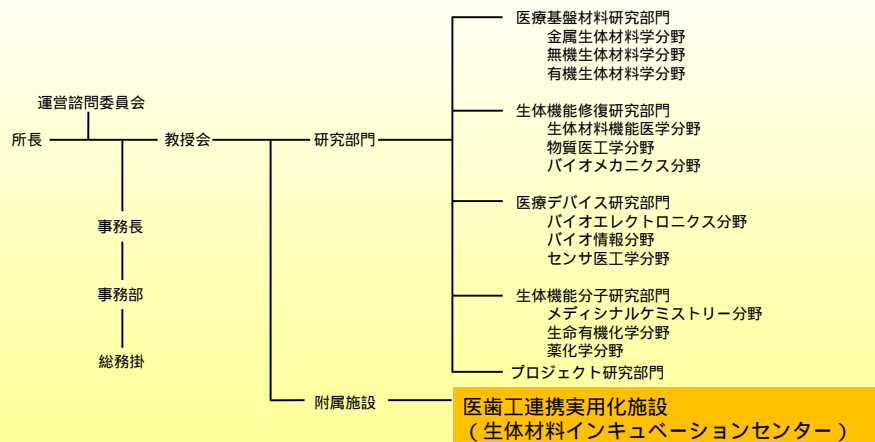 医療基盤材料研究部門
金属生体材料学分野
無機生体材料学分野
有機生体材料学分野
運営諮問委員会
生体機能修復研究部門
生体材料機能医学分野
物質医工学分野
バイオメカニクス分野
所長
教授会
研究部門
医療デバイス研究部門
バイオエレクトロニクス分野
バイオ情報分野
センサ医工学分野
事務長
事務部
生体機能分子研究部門
メディシナルケミストリー分野
生命有機化学分野
薬化学分野
総務掛
プロジェクト研究部門
附属施設
医歯工連携実用化施設
（生体材料インキュベーションセンター）